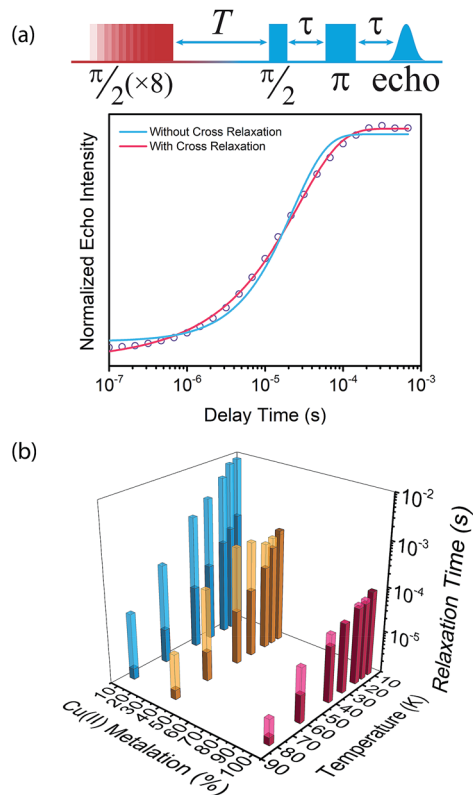 (a)
T
τ
τ
π/2(×8)
π/2
π
echo
Without Cross Relaxation
With Cross Relaxation
Normalized Echo Intensity
10⁻⁷
10⁻⁶
10⁻⁵
10⁻⁴
10⁻³
Delay Time (s)
(b)
10⁻²
10⁻³
10⁻⁴
10⁻⁵
Relaxation Time (s)
10
20
30
40
50
60
70
80
90
100
Cu(II) Metalation (%)
10
20
30
40
50
60
70
80
90
Temperature (K)